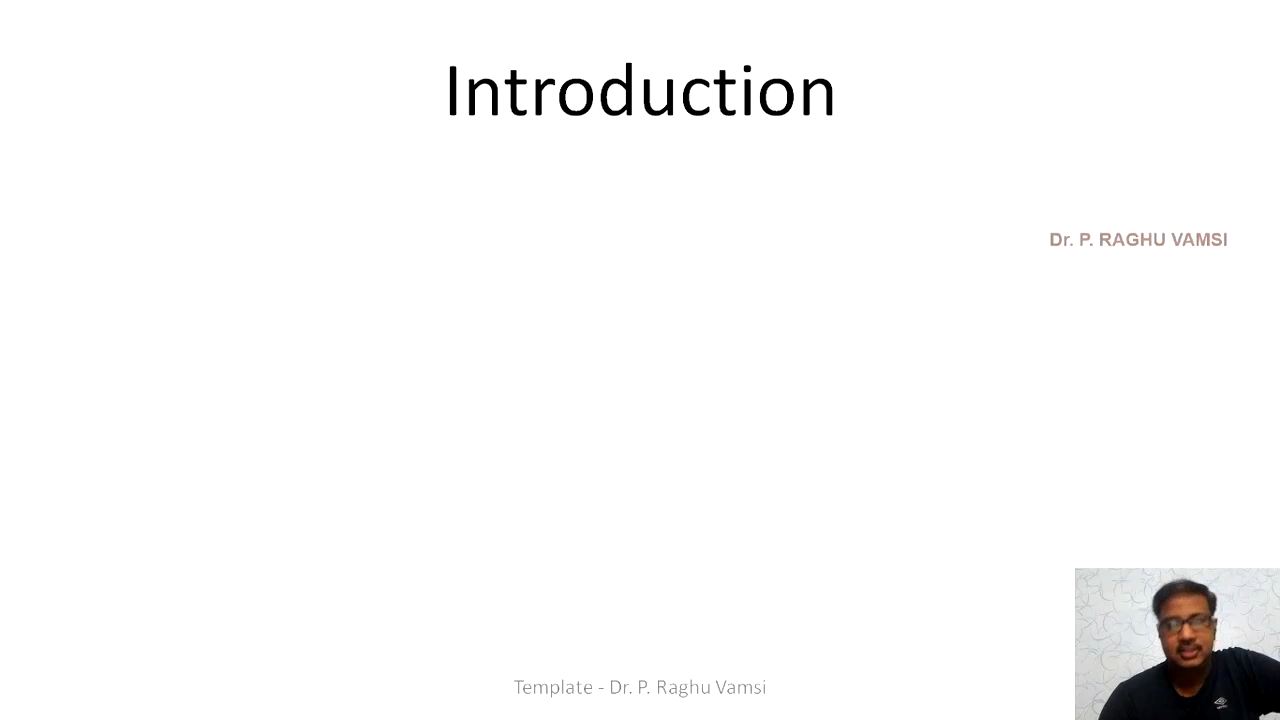 Introduction
Dr. P. RAGHU VAMSI
Template - Dr. P. Raghu Vamsi